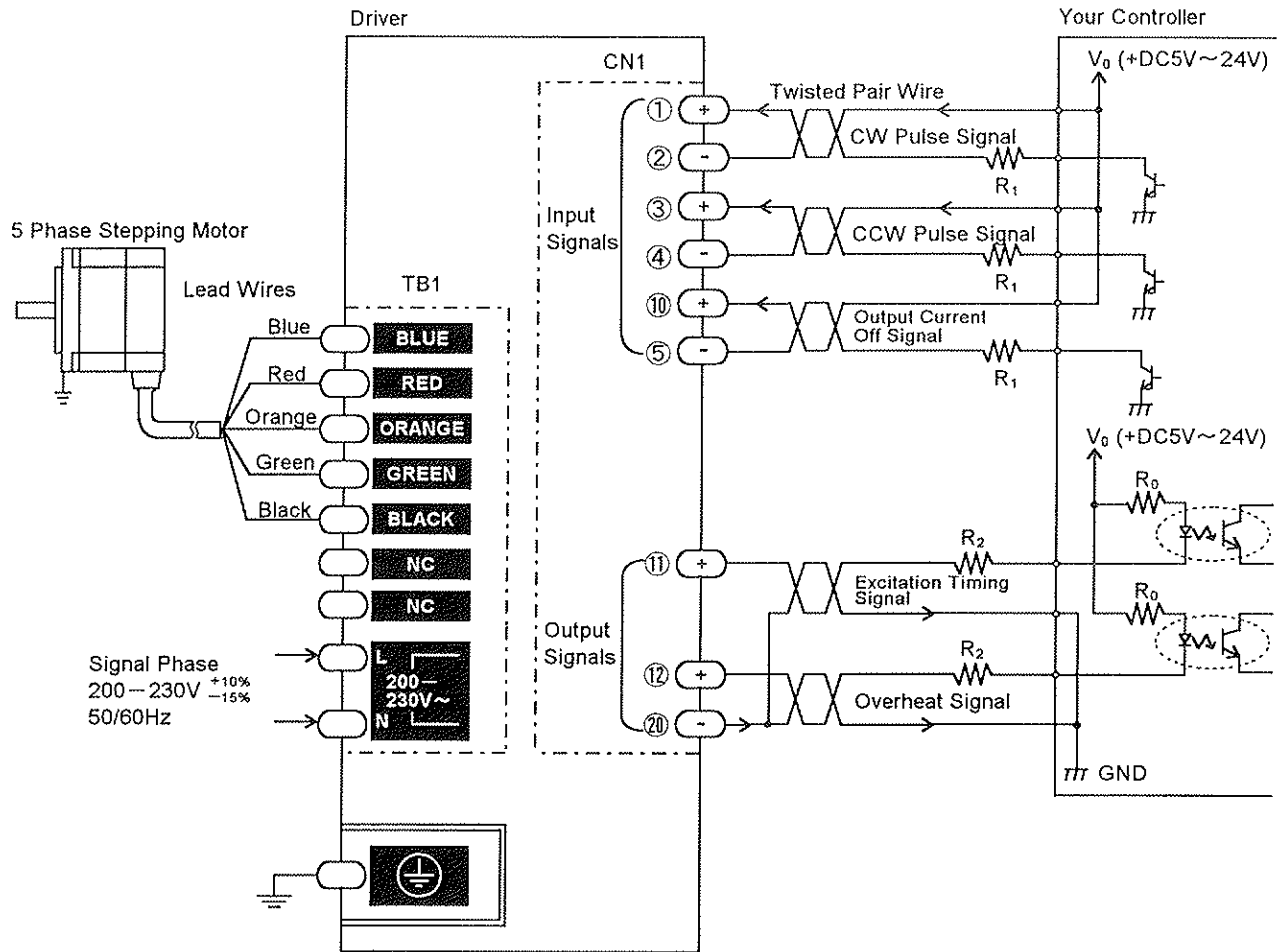 Driver
Your Controller
CN1
V₀ (+DC5V～24V)
① + Twisted Pair Wire
CW Pulse Signal
② - R₁
③ +
Input
Signals
CCW Pulse Signal
④ - R₁
⑩ +
Output Current
Off Signal
⑤ - R₁
5 Phase Stepping Motor
Lead Wires
TB1
Blue BLUE
Red RED
Orange ORANGE
Green GREEN
Black BLACK
NC
NC
Signal Phase
200－230V +10% －15%
50/60Hz
L
200－
230V～
N
V₀ (+DC5V～24V)
R₀
⑪ + R₂
Excitation Timing
Signal
R₀
Output
Signals
⑫ + R₂
Overheat Signal
⑳ -
GND